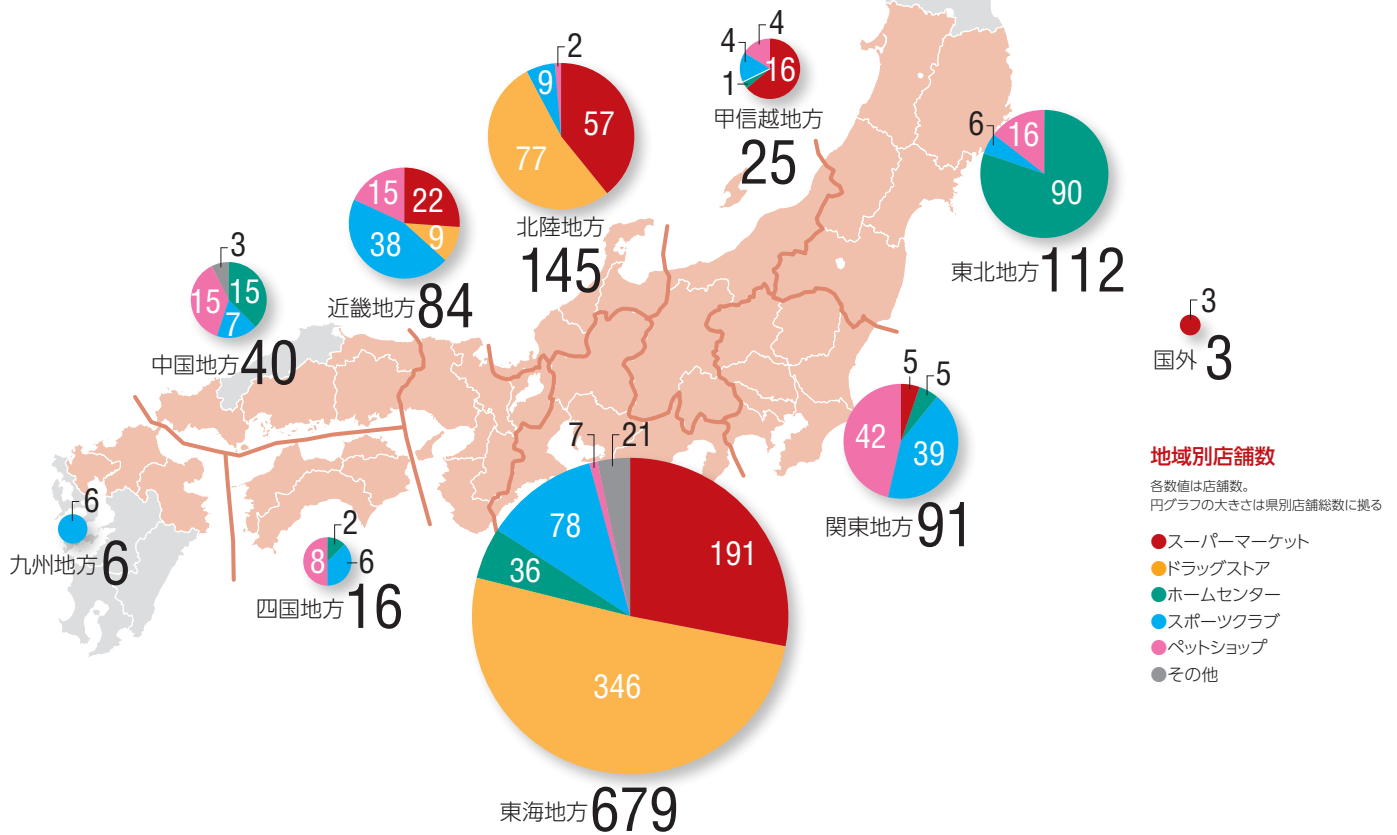 2
9
57
77
北陸地方
145
4
4
16
1
甲信越地方
25
6
16
90
東北地方112
15
22
9
38
近畿地方84
3
15
15
7
中国地方40
3
国外 3
5
5
42
39
関東地方91
6
九州地方6
2
8
6
四国地方16
7
21
78
191
36
346
東海地方679
地域別店舗数
各数値は店舗数。
円グラフの大きさは県別店舗総数に拠る
スーパーマーケット
ドラッグストア
ホームセンター
スポーツクラブ
ペットショップ
その他